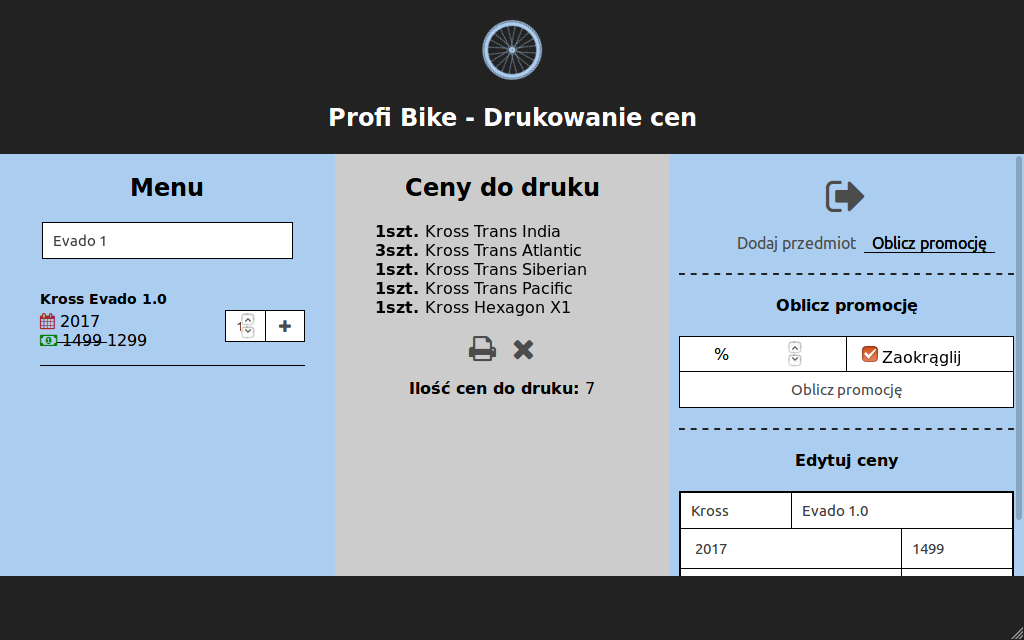 Profi Bike - Drukowanie cen
Menu
Evado 1
Kross Evado 1.0
2017
1499 1299
1
Ceny do druku
1szt. Kross Trans India
3szt. Kross Trans Atlantic
1szt. Kross Trans Siberian
1szt. Kross Trans Pacific
1szt. Kross Hexagon X1
Ilość cen do druku: 7
Dodaj przedmiot Oblicz promocję
Oblicz promocję
% Zaokrąglij
Oblicz promocję
Edytuj ceny
Kross Evado 1.0
2017 1499